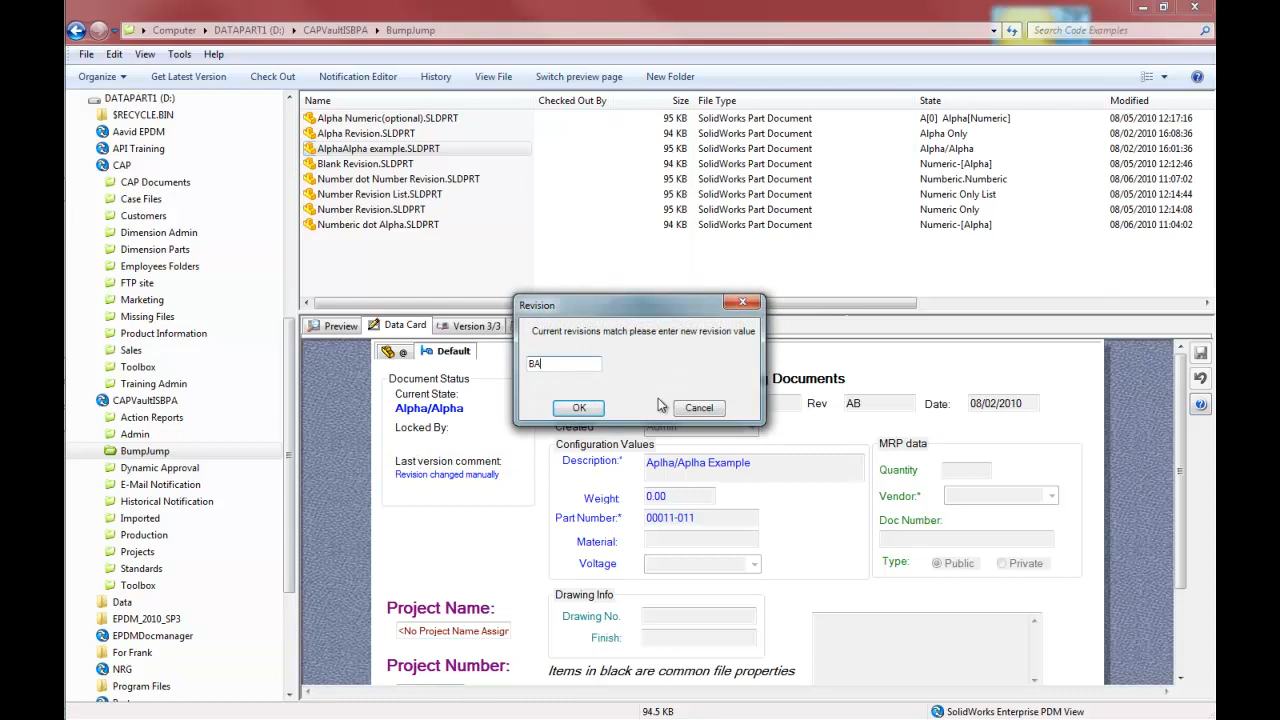 Computer DATAPART1 (D:) CAPVaultISBPA BumpJump
Search Code Examples
File Edit View Tools Help
Organize Get Latest Version Check Out Notification Editor History View File Switch preview page New Folder
DATAPART1 (D:)
$RECYCLE.BIN
Aavid EPDM
API Training
CAP
CAP Documents
Case Files
Customers
Dimension Admin
Dimension Parts
Employees Folders
FTP site
Marketing
Missing Files
Product Information
Sales
Toolbox
Training Admin
CAPVaultISBPA
Action Reports
Admin
BumpJump
Dynamic Approval
E-Mail Notification
Historical Notification
Imported
Production
Projects
Standards
Toolbox
Data
EPDM_2010_SP3
EPDMDocmanager
For Frank
NRG
Program Files
Name Checked Out By Size File Type State Modified
Alpha Numeric(optional).SLDPRT 95 KB SolidWorks Part Document A[0] Alpha[Numeric] 08/05/2010 12:17:16
Alpha Revision.SLDPRT 94 KB SolidWorks Part Document Alpha Only 08/02/2010 16:08:36
AlphaAlpha example.SLDPRT 95 KB SolidWorks Part Document Alpha/Alpha 08/02/2010 16:01:36
Blank Revision.SLDPRT 94 KB SolidWorks Part Document Numeric-[Alpha] 08/05/2010 12:12:46
Number dot Number Revision.SLDPRT 95 KB SolidWorks Part Document Numberic.Numberic 08/06/2010 11:07:02
Number Revision List.SLDPRT 94 KB SolidWorks Part Document Numeric Only List 08/05/2010 12:14:44
Number Revision.SLDPRT 95 KB SolidWorks Part Document Numeric Only 08/05/2010 12:14:08
Numberic dot Alpha.SLDPRT 94 KB SolidWorks Part Document Numeric-[Alpha] 08/06/2010 11:04:02
Revision
Current revisions match please enter new revision value
BA
OK Cancel
Preview Data Card Version 3/3
@ Default
Document Status
Current State:
Alpha/Alpha
Locked By:
Last version comment:
Revision changed manually
Documents
Rev AB Date: 08/02/2010
Created Admin
Configuration Values
Description:* Aplha/Aplha Example
Weight: 0.00
Part Number:* 00011-011
Material:
Voltage
MRP data
Quantity
Vendor:*
Doc Number:
Type: Public Private
Project Name:
<No Project Name Assigr
Project Number:
Drawing Info
Drawing No.
Finish:
Items in black are common file properties
94.5 KB SolidWorks Enterprise PDM View